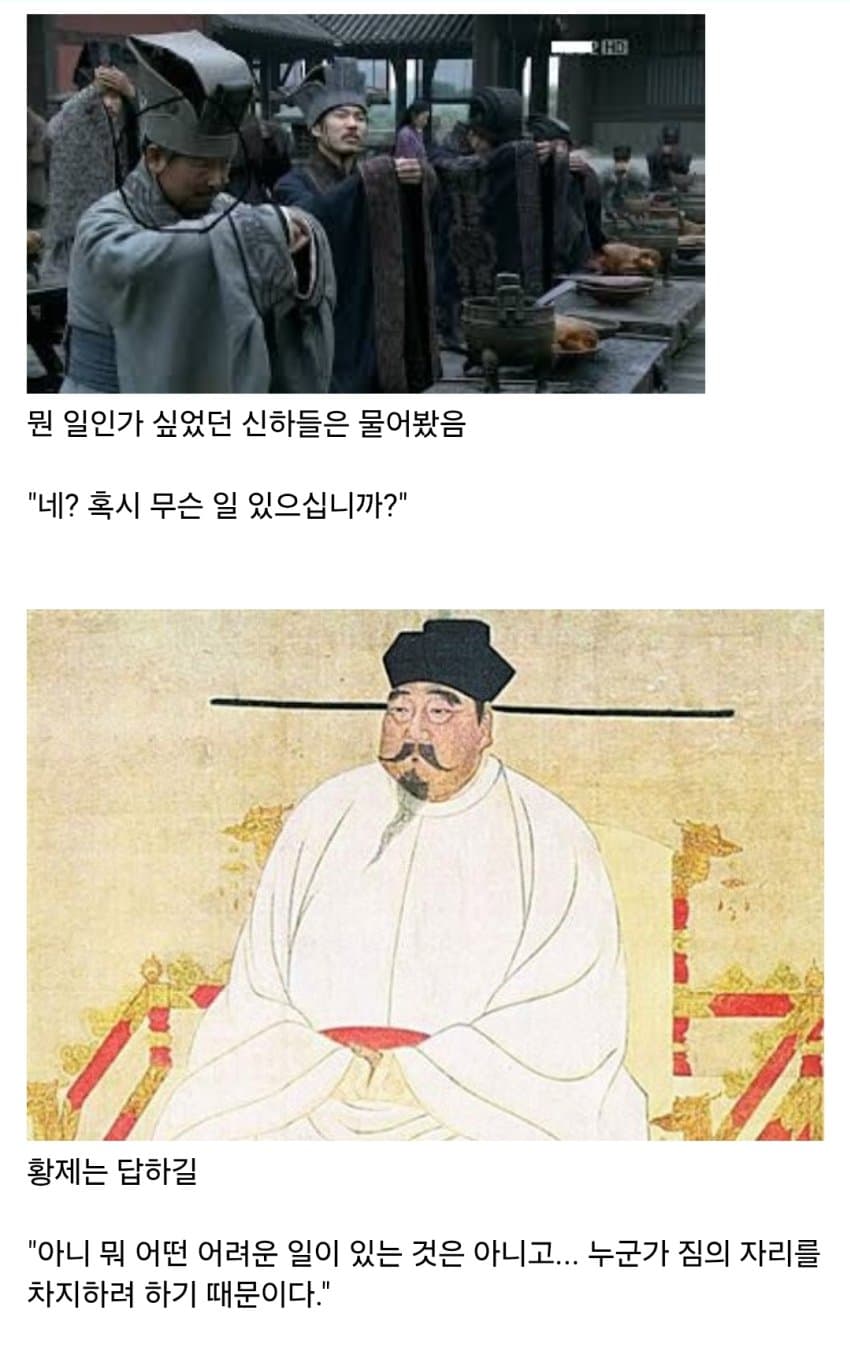 HD
뭔 일인가 싶었던 신하들은 물어봤음
"네? 혹시 무슨 일 있으십니까?"
황제는 답하길
"아니 뭐 어떤 어려운 일이 있는 것은 아니고... 누군가 짐의 자리를
차지하려 하기 때문이다."